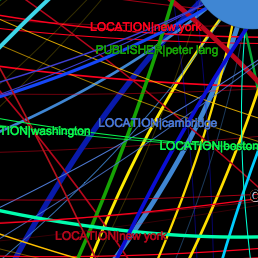 LOCATION|new york
PUBLISHER|peter lang
LOCATION|cambridge
TION|washington
LOCATION|boston
LOCATION|new york